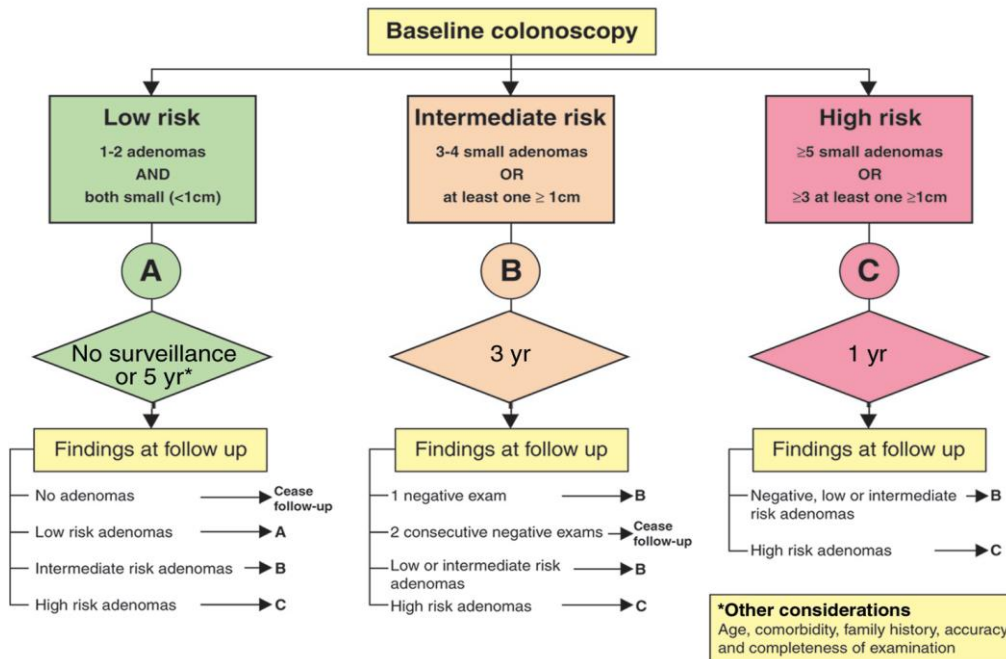 Baseline colonoscopy
Low risk
1-2 adenomas
AND
both small (<1cm)
A
No surveillance
or 5 yr*
Findings at follow up
No adenomas
Cease
follow-up
Low risk adenomas
A
Intermediate risk adenomas
B
High risk adenomas
C
Intermediate risk
3-4 small adenomas
OR
at least one ≥ 1cm
B
3 yr
Findings at follow up
1 negative exam
B
2 consecutive negative exams
Cease
follow-up
Low or intermediate risk
adenomas
B
High risk adenomas
C
High risk
≥5 small adenomas
OR
≥3 at least one ≥1cm
C
1 yr
Findings at follow up
Negative, low or intermediate
risk adenomas
B
High risk adenomas
C
*Other considerations
Age, comorbidity, family history, accuracy
and completeness of examination